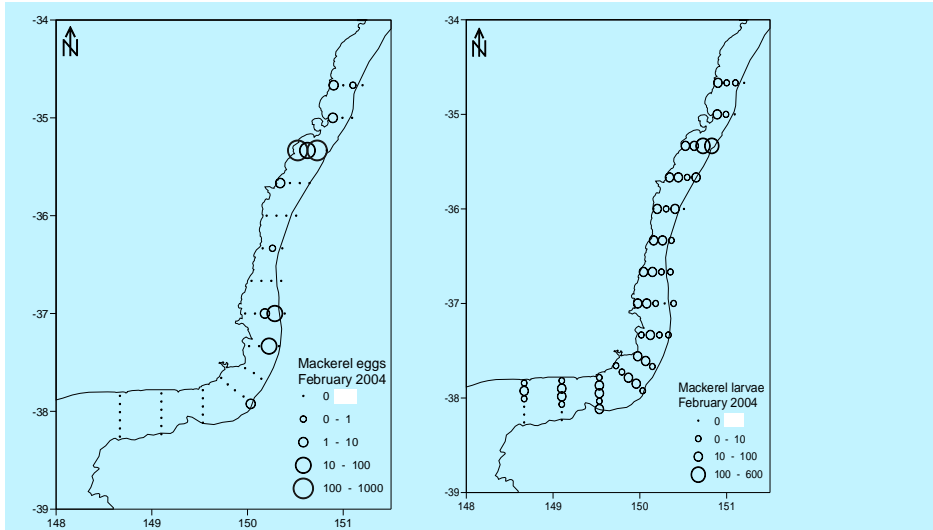 -34
-35
-36
-37
-38
-39
148
149
150
151
N
Mackerel eggs
February 2004
0
0 - 1
1 - 10
10 - 100
100 - 1000
-34
-35
-36
-37
-38
-39
148
149
150
151
N
Mackerel larvae
February 2004
0
0 - 10
10 - 100
100 - 600